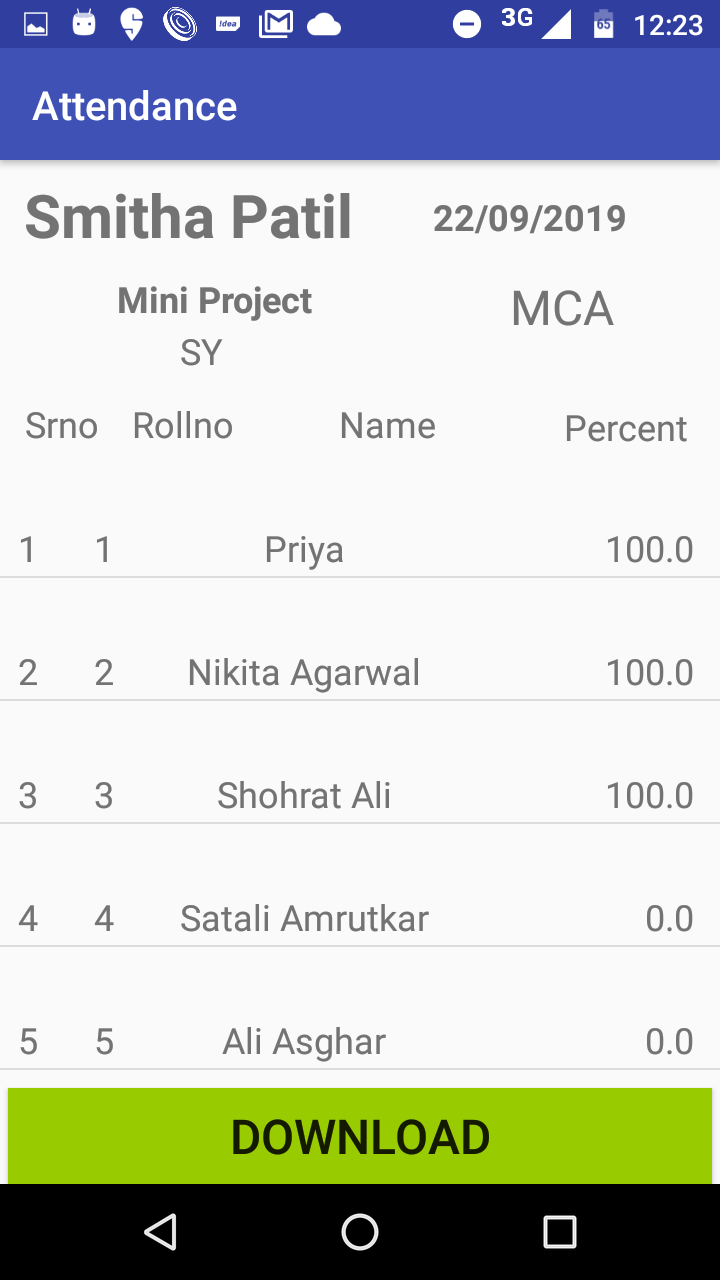 Idea 3G 65 12:23
Attendance
Smitha Patil 22/09/2019
Mini Project MCA
SY
Srno Rollno Name Percent
1 1 Priya 100.0
2 2 Nikita Agarwal 100.0
3 3 Shohrat Ali 100.0
4 4 Satali Amrutkar 0.0
5 5 Ali Asghar 0.0
DOWNLOAD